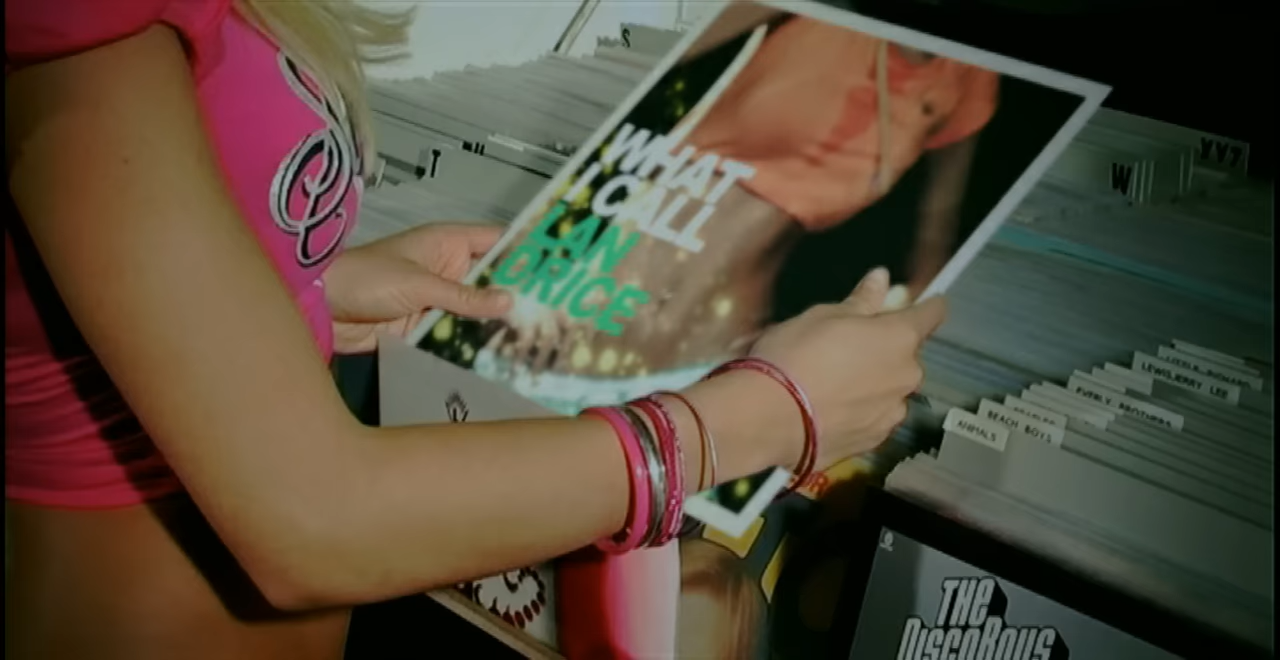 S
T
W
XYZ
WHAT
I CALL
LAN
DRICE
LEWIS, JERRY LEE
EVERLY BROTHERS
BEACH BOYS
ANIMALS
THE
DISCOBOYS